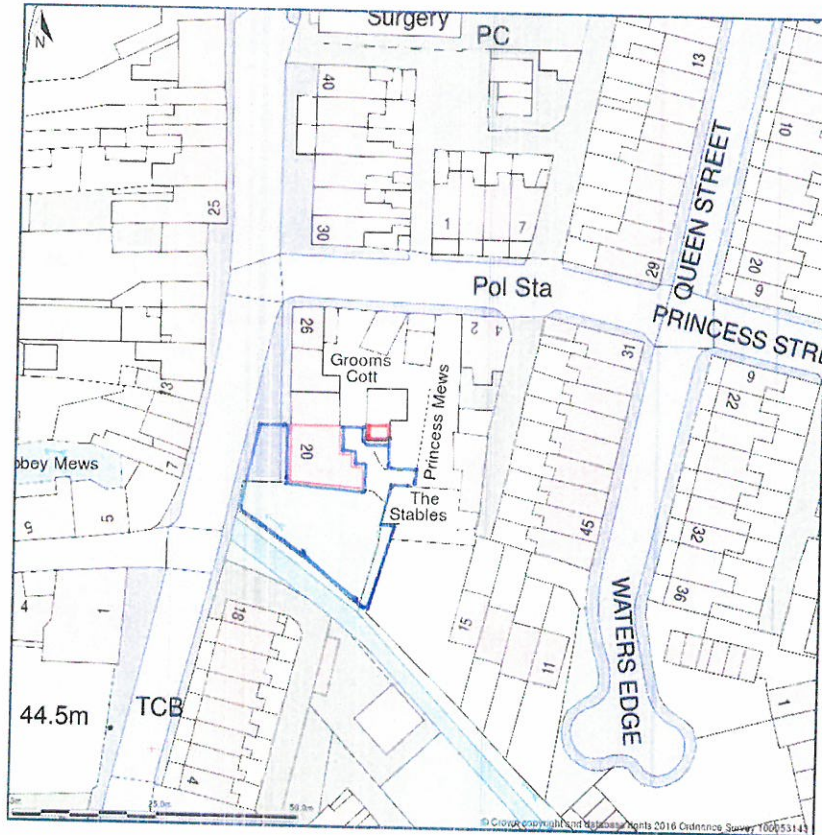 N
Surgery
PC
13
40
10
QUEEN STREET
25
1
7
30
29
20
6
Pol Sta
PRINCESS STRE
26
2
4
31
Grooms
Cott
6
22
13
Princess Mews
20
bbey Mews
7
The
Stables
5
5
45
32
36
4
1
18
15
11
WATERS EDGE
1
44.5m
TCB
4
25.0m
50.0m
© Crown copyright and database rights 2016 Ordnance Survey 100053143